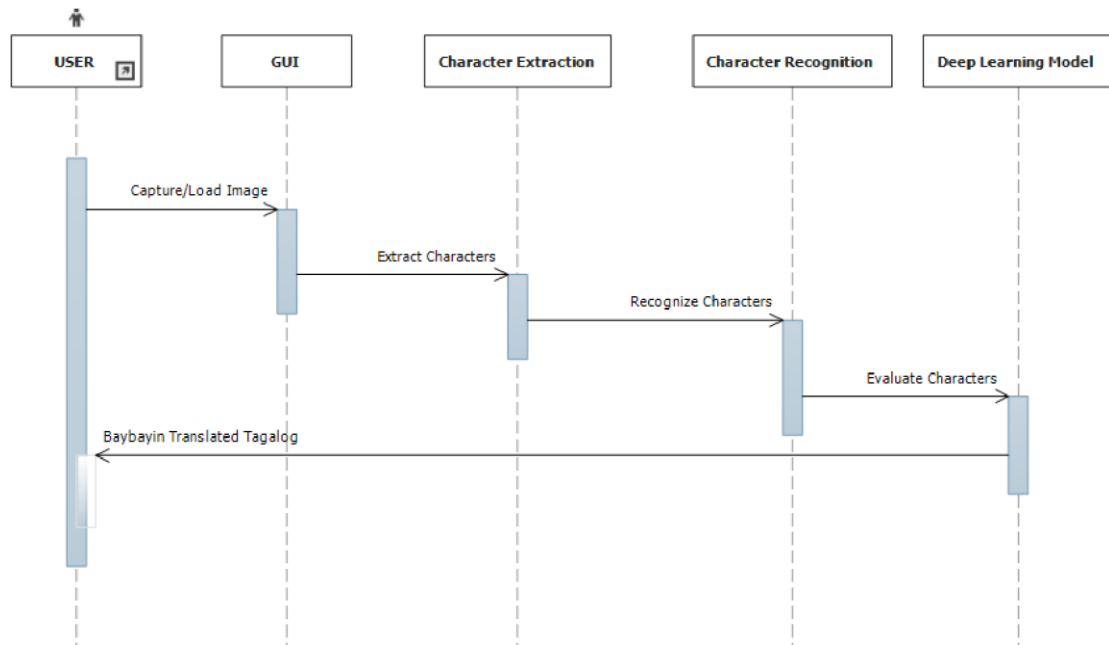 USER
GUI
Character Extraction
Character Recognition
Deep Learning Model
Capture/Load Image
Extract Characters
Recognize Characters
Evaluate Characters
Baybayin Translated Tagalog